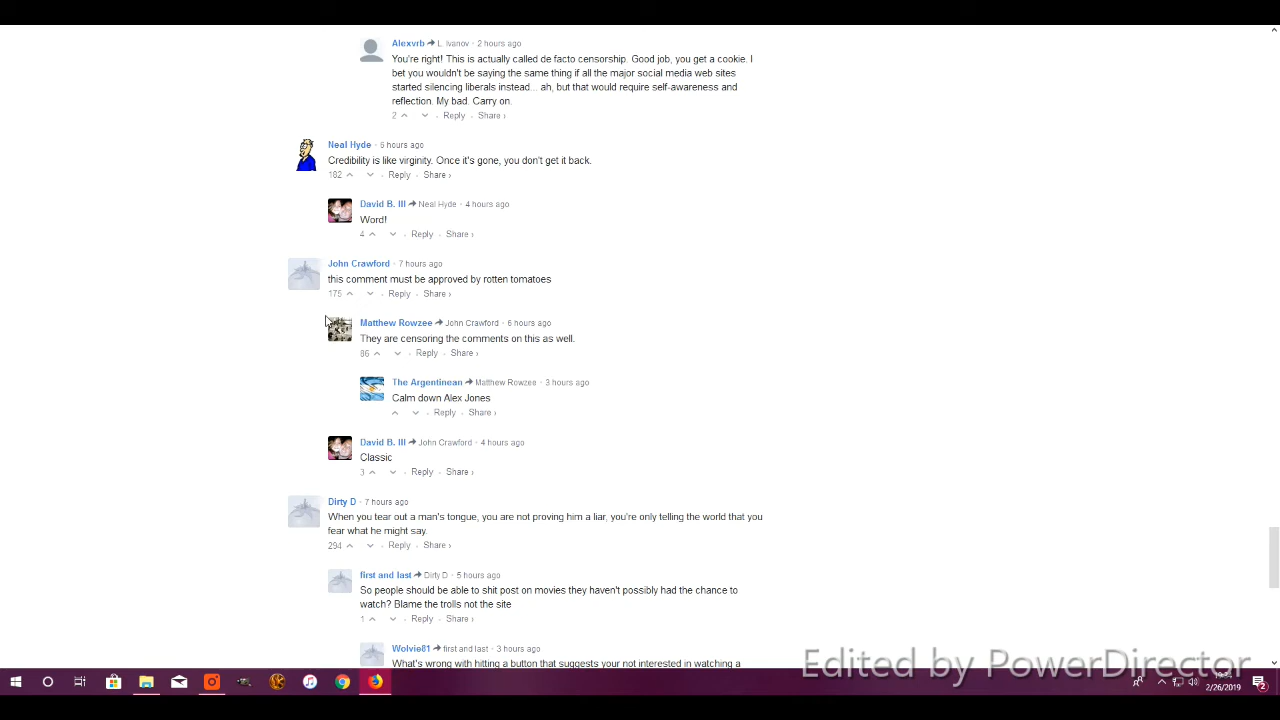 Alexvrb L. Ivanov · 2 hours ago
You're right! This is actually called de facto censorship. Good job, you get a cookie. I
bet you wouldn't be saying the same thing if all the major social media web sites
started silencing liberals instead... ah, but that would require self-awareness and
reflection. My bad. Carry on.
2 · Reply · Share ›
Neal Hyde · 6 hours ago
Credibility is like virginity. Once it's gone, you don't get it back.
182 · Reply · Share ›
David B. III Neal Hyde · 4 hours ago
Word!
4 · Reply · Share ›
John Crawford · 7 hours ago
this comment must be approved by rotten tomatoes
175 · Reply · Share ›
Matthew Rowzee John Crawford · 6 hours ago
They are censoring the comments on this as well.
86 · Reply · Share ›
The Argentinean Matthew Rowzee · 3 hours ago
Calm down Alex Jones
· Reply · Share ›
David B. III John Crawford · 4 hours ago
Classic
3 · Reply · Share ›
Dirty D · 7 hours ago
When you tear out a man's tongue, you are not proving him a liar, you're only telling the world that you
fear what he might say.
294 · Reply · Share ›
first and last Dirty D · 5 hours ago
So people should be able to shit post on movies they haven't possibly had the chance to
watch? Blame the trolls not the site
1 · Reply · Share ›
Wolvie81 first and last · 3 hours ago
What's wrong with hitting a button that suggests your not interested in watching a
Edited by PowerDirector
2/26/2019
2